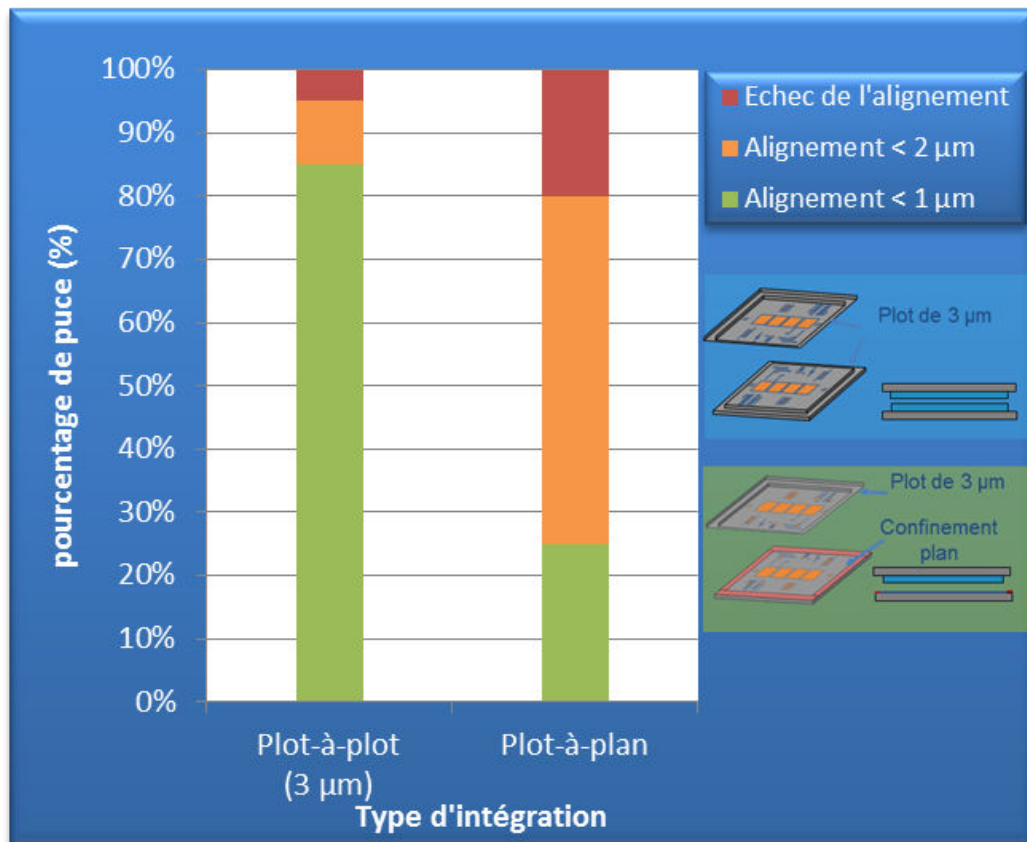 100%
90%
80%
70%
60%
50%
40%
30%
20%
10%
0%
pourcentage de puce (%)
Plot-à-plot
(3 µm)
Plot-à-plan
Type d'intégration
Echec de l'alignement
Alignement < 2 µm
Alignement < 1 µm
Plot de 3 µm
Plot de 3 µm
Confinement
plan